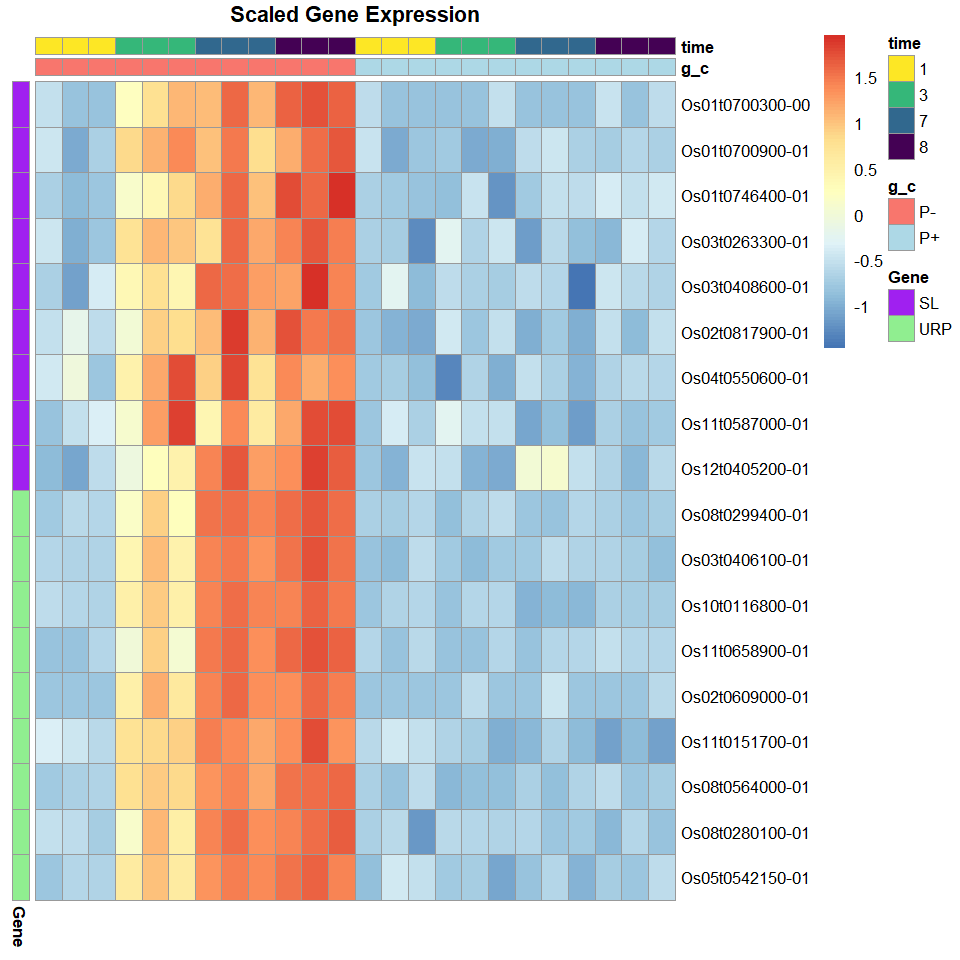 Scaled Gene Expression
time
g_c
Os01t0700300-00
Os01t0700900-01
Os01t0746400-01
Os03t0263300-01
Os03t0408600-01
Os02t0817900-01
Os04t0550600-01
Os11t0587000-01
Os12t0405200-01
Os08t0299400-01
Os03t0406100-01
Os10t0116800-01
Os11t0658900-01
Os02t0609000-01
Os11t0151700-01
Os08t0564000-01
Os08t0280100-01
Os05t0542150-01
Gene
1.5
1
0.5
0
-0.5
-1
time
1
3
7
8
g_c
P-
P+
Gene
SL
URP